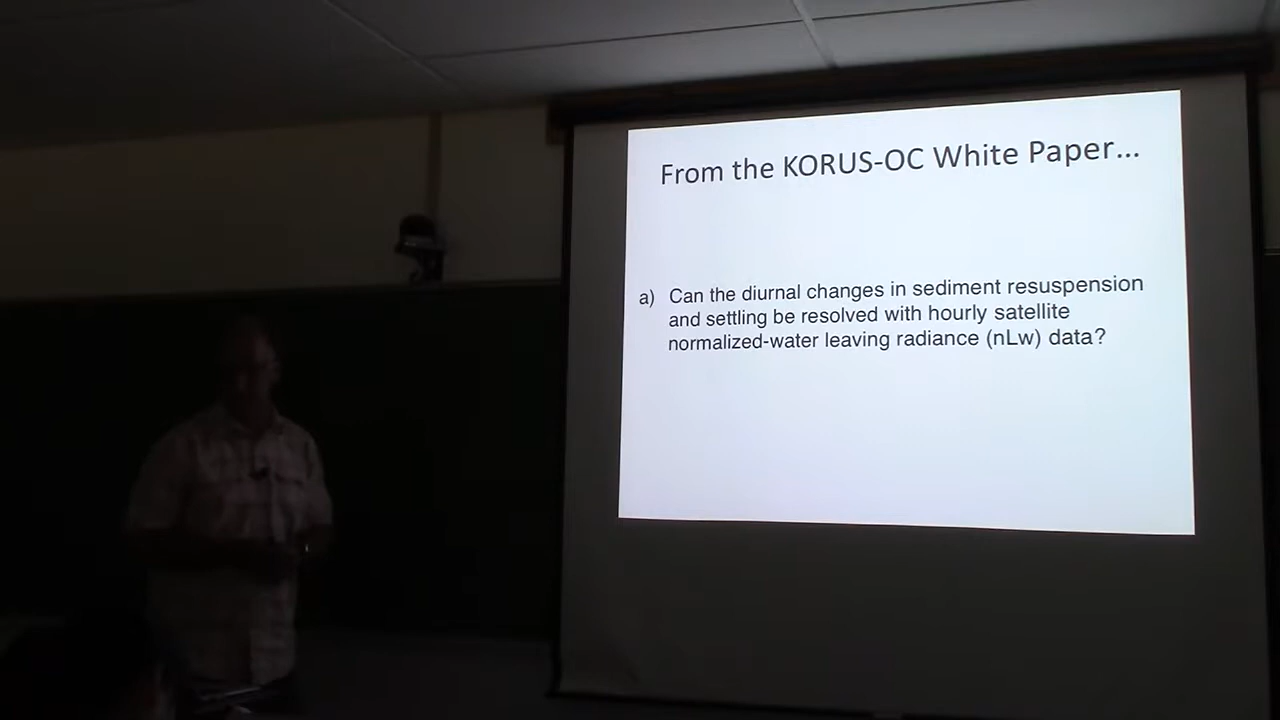 From the KORUS-OC White Paper...
a) Can the diurnal changes in sediment resuspension
and settling be resolved with hourly satellite
normalized-water leaving radiance (nLw) data?